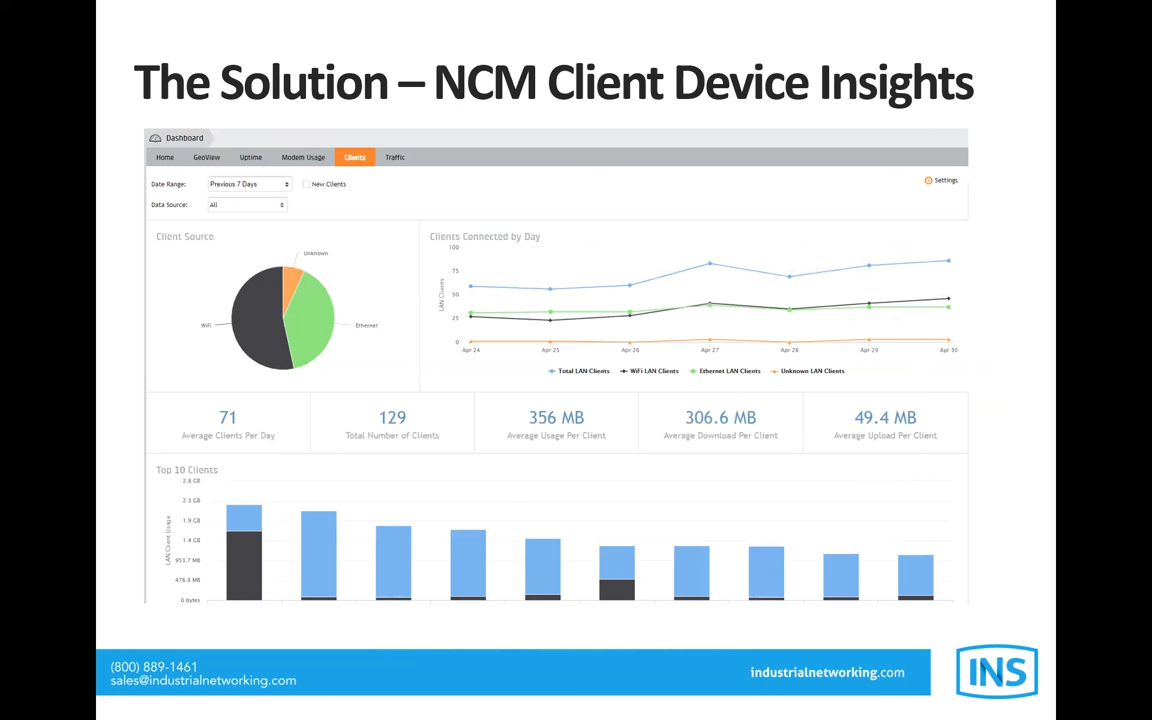 The Solution – NCM Client Device Insights
Dashboard
Home GeoView Uptime Modem Usage Clients Traffic
Date Range: Previous 7 Days New Clients Settings
Data Source: All
Client Source
Unknown
WiFi
Ethernet
Clients Connected by Day
100
75
50
25
0
LAN Clients
Apr 24 Apr 25 Apr 26 Apr 27 Apr 28 Apr 29 Apr 30
Total LAN Clients WiFi LAN Clients Ethernet LAN Clients Unknown LAN Clients
71 129 356 MB 306.6 MB 49.4 MB
Average Clients Per Day Total Number of Clients Average Usage Per Client Average Download Per Client Average Upload Per Client
Top 10 Clients
2.8 GB
2.3 GB
1.9 GB
1.4 GB
953.7 MB
476.8 MB
0 bytes
LAN Client Usage
(800) 889-1461
sales@industrialnetworking.com
industrialnetworking.com
INS